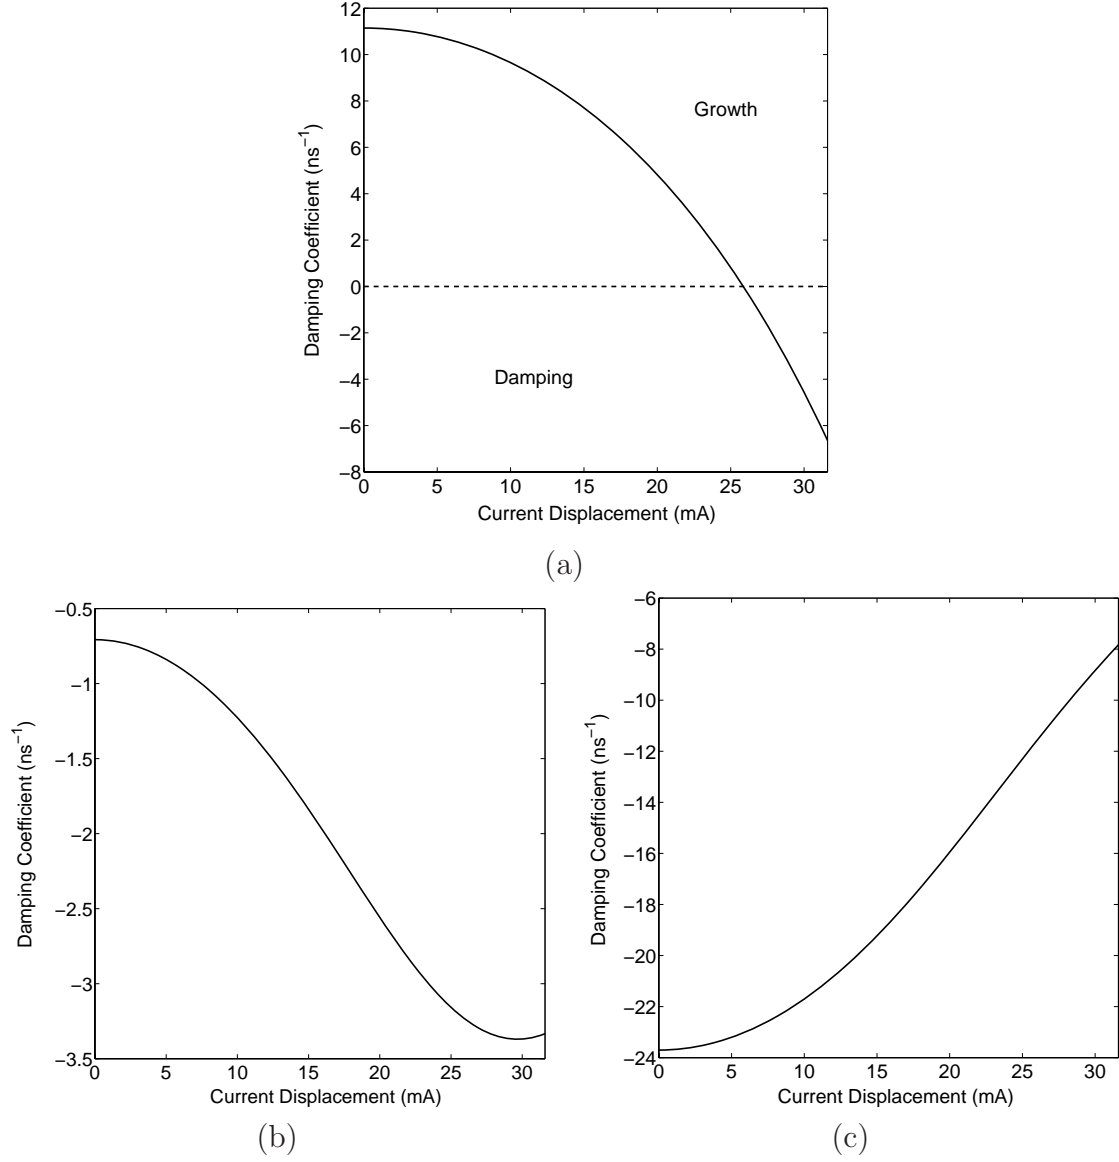 12
10
8
6
4
2
0
−2
−4
−6
−8
Damping Coefficient (ns−1)
Growth
Damping
0 5 10 15 20 25 30
Current Displacement (mA)
(a)
−0.5
−1
−1.5
−2
−2.5
−3
−3.5
Damping Coefficient (ns−1)
0 5 10 15 20 25 30
Current Displacement (mA)
(b)
−6
−8
−10
−12
−14
−16
−18
−20
−22
−24
Damping Coefficient (ns−1)
0 5 10 15 20 25 30
Current Displacement (mA)
(c)